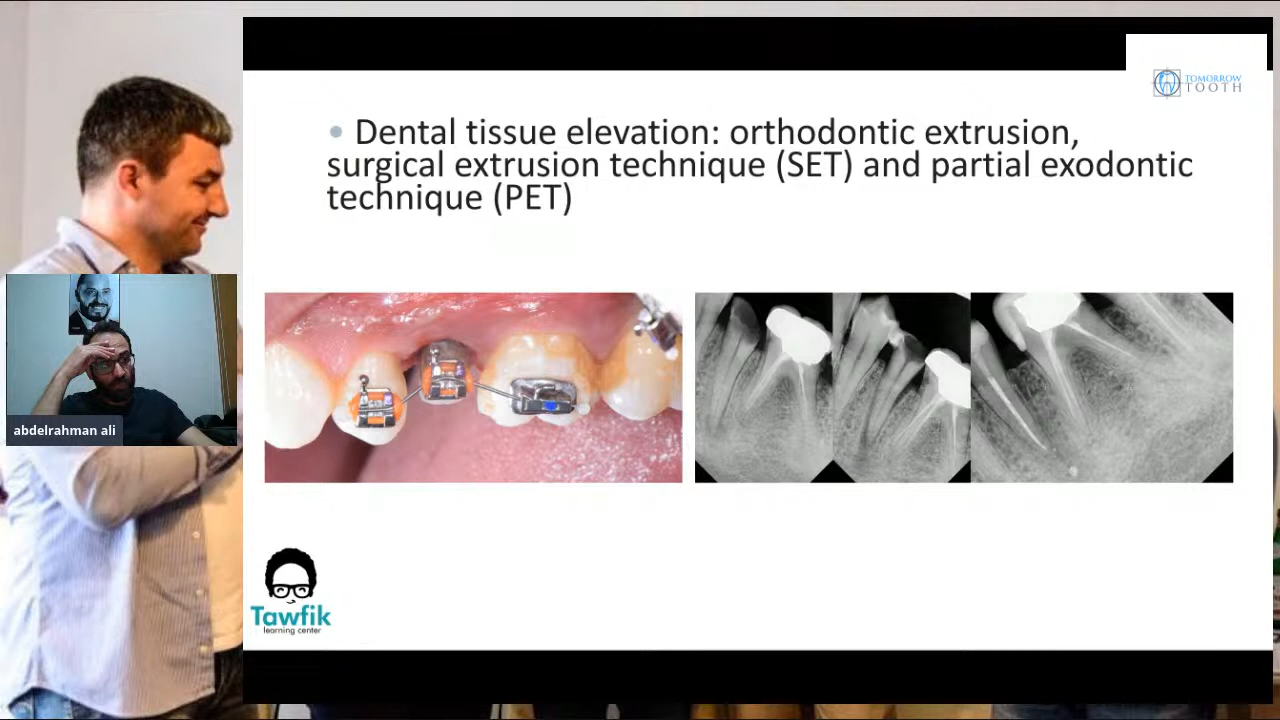 TOMORROW
TOOTH
• Dental tissue elevation: orthodontic extrusion,
surgical extrusion technique (SET) and partial exodontic
technique (PET)
abdelrahman ali
Tawfik
learning center